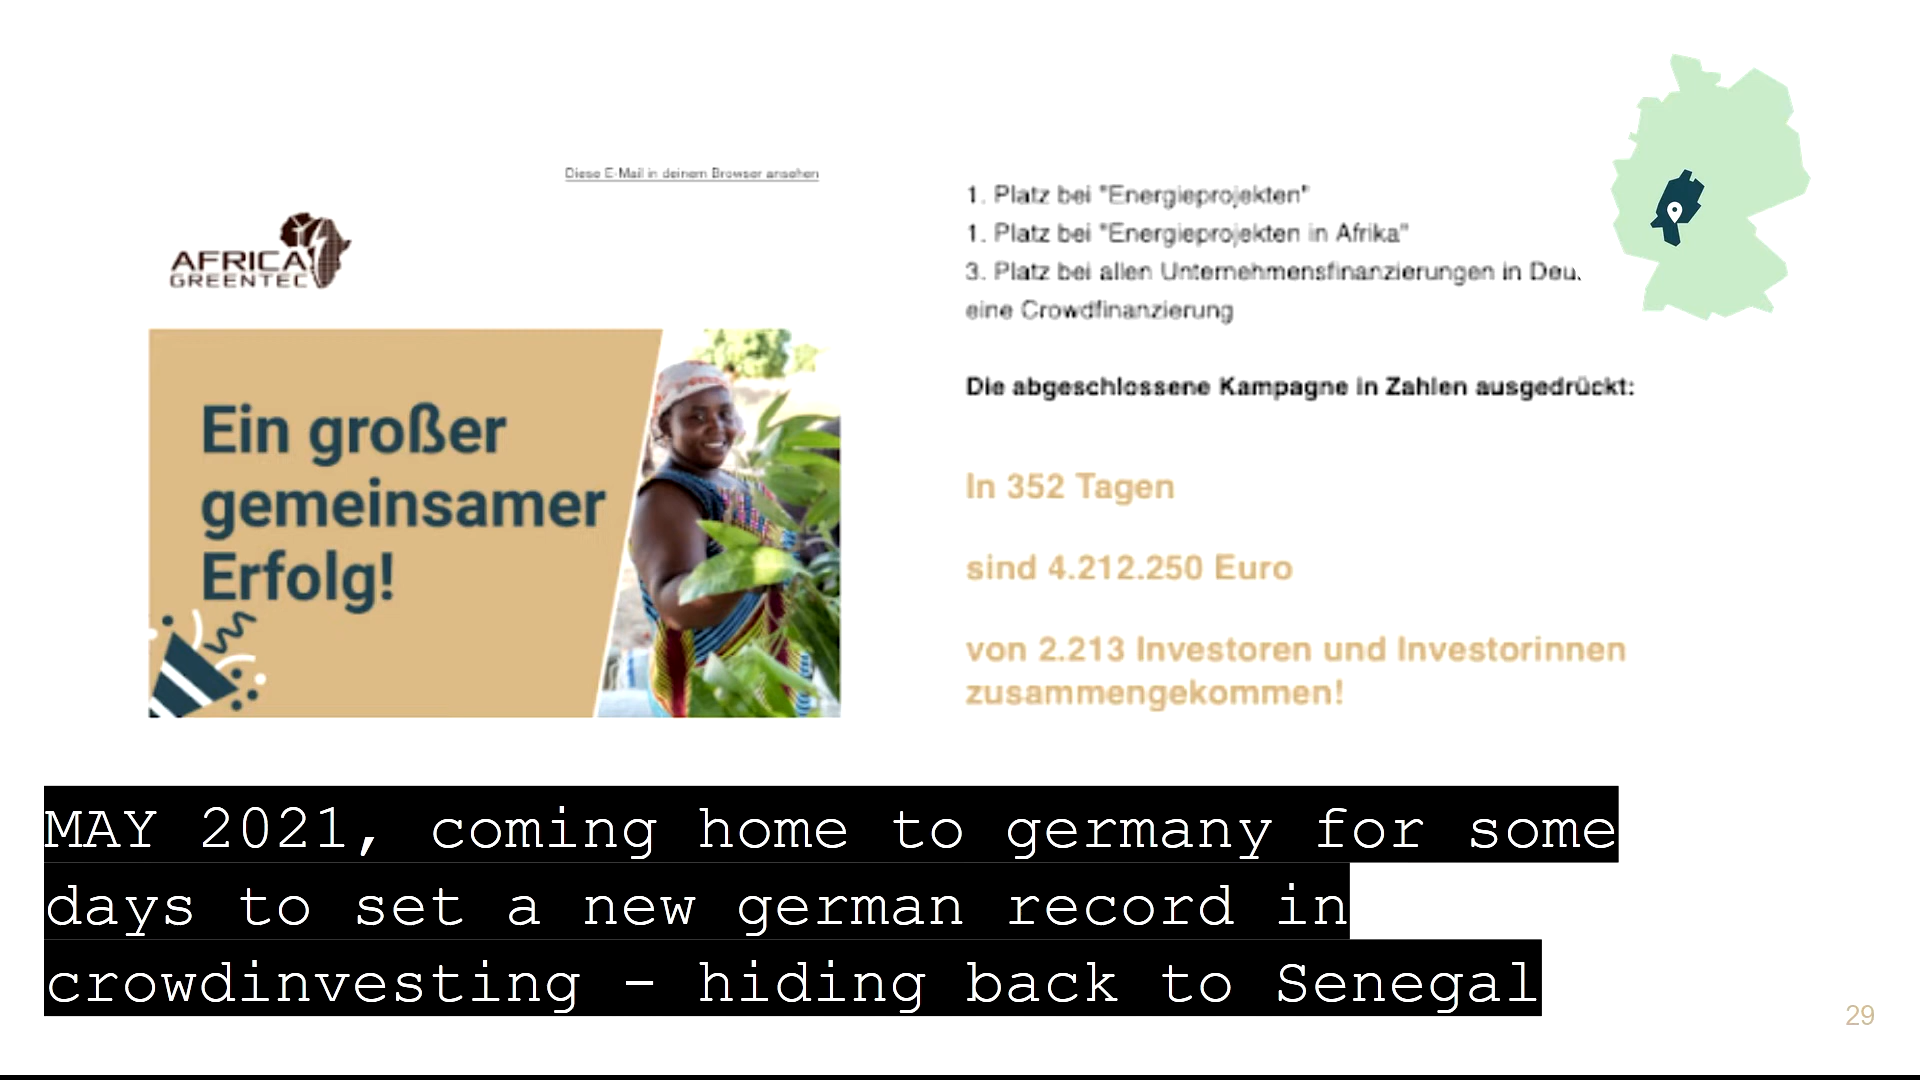 Diese E-Mail in deinem Browser ansehen
AFRICA
GREENTEC
Ein großer
gemeinsamer
Erfolg!
1. Platz bei "Energieprojekten"
1. Platz bei "Energieprojekten in Afrika"
3. Platz bei allen Unternehmensfinanzierungen in
eine Crowdfinanzierung
Die abgeschlossene Kampagne in Zahlen ausgedrückt:
In 352 Tagen
sind 4.212.250 Euro
von 2.213 Investoren und Investorinnen
zusammengekommen!
MAY 2021, coming home to germany for some
days to set a new german record in
crowdinvesting - hiding back to Senegal
29